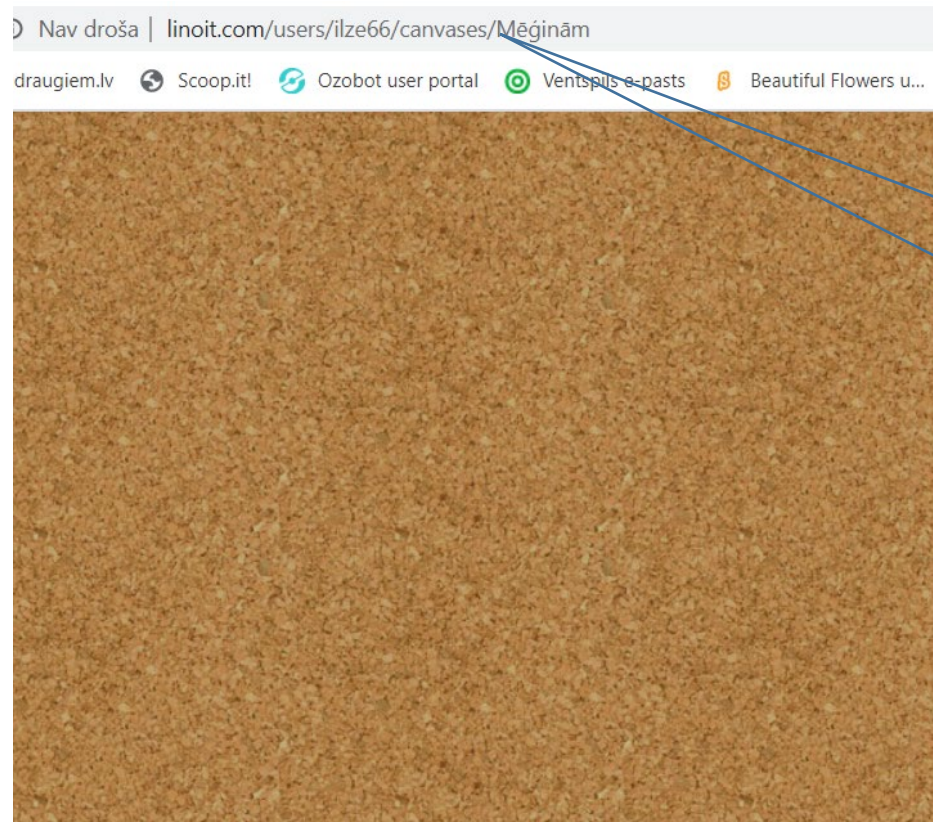 Nav droša | linoit.com/users/ilze66/canvases/Mēģinām
draugiem.lv Scoop.it! Ozobot user portal Ventspils e-pasts Beautiful Flowers u...